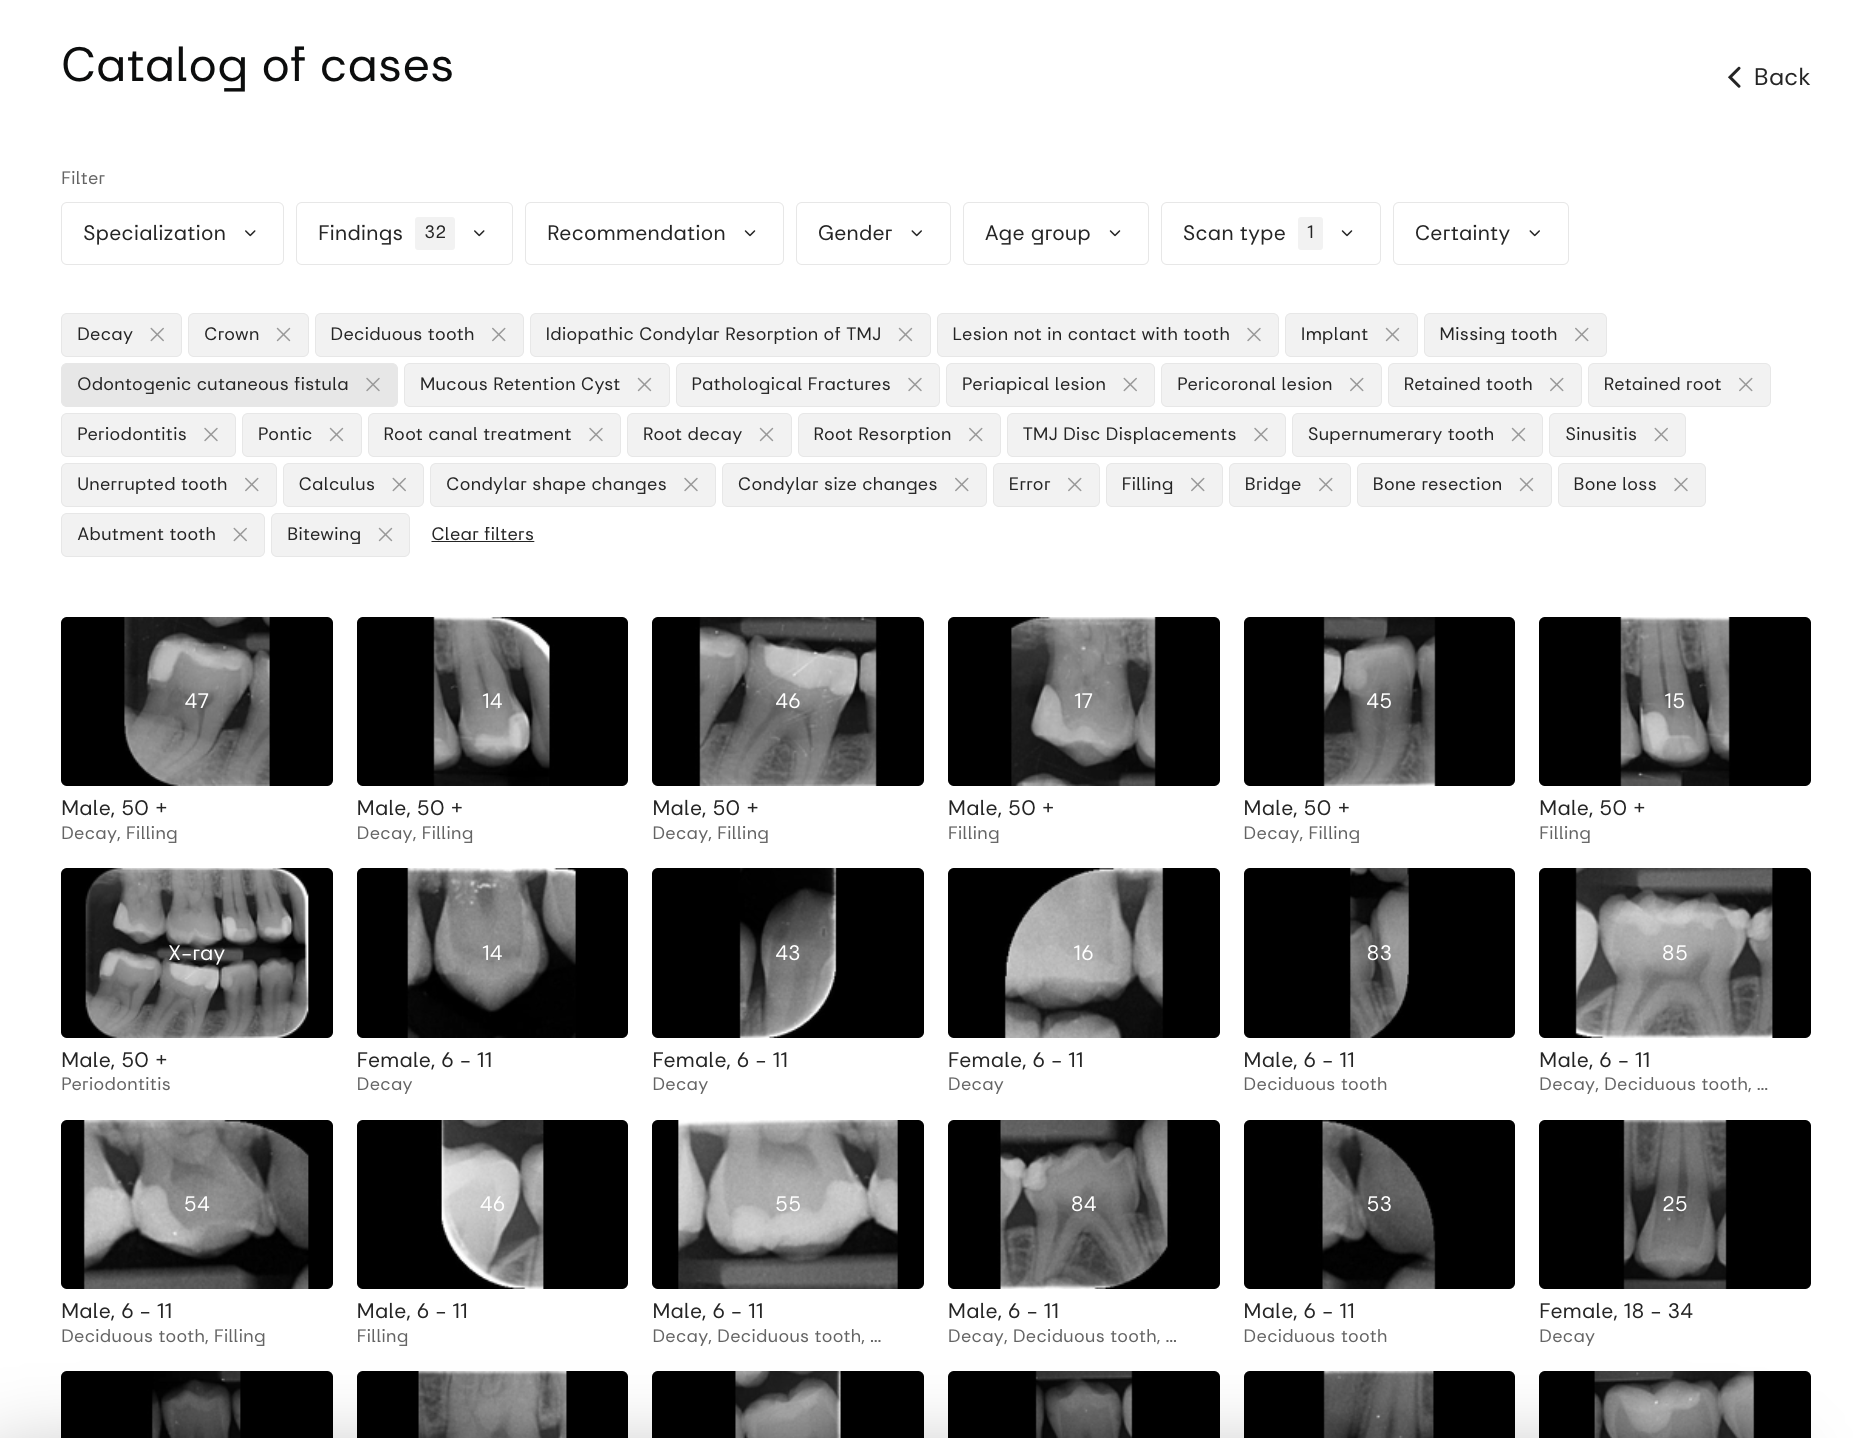 Catalog of cases
Back
Filter
Specialization Findings 32 Recommendation Gender Age group Scan type 1 Certainty
Decay Crown Deciduous tooth Idiopathic Condylar Resorption of TMJ Lesion not in contact with tooth Implant Missing tooth
Odontogenic cutaneous fistula Mucous Retention Cyst Pathological Fractures Periapical lesion Pericoronal lesion Retained tooth Retained root
Periodontitis Pontic Root canal treatment Root decay Root Resorption TMJ Disc Displacements Supernumerary tooth Sinusitis
Unerrupted tooth Calculus Condylar shape changes Condylar size changes Error Filling Bridge Bone resection Bone loss
Abutment tooth Bitewing Clear filters
47 14 46 17 45 15
Male, 50 + Male, 50 + Male, 50 + Male, 50 + Male, 50 + Male, 50 +
Decay, Filling Decay, Filling Decay, Filling Filling Decay, Filling Filling
X-ray 14 43 16 83 85
Male, 50 + Female, 6 - 11 Female, 6 - 11 Female, 6 - 11 Male, 6 - 11 Male, 6 - 11
Periodontitis Decay Decay Decay Deciduous tooth Decay, Deciduous tooth, ...
54 46 55 84 53 25
Male, 6 - 11 Male, 6 - 11 Male, 6 - 11 Male, 6 - 11 Male, 6 - 11 Female, 18 - 34
Deciduous tooth, Filling Filling Decay, Deciduous tooth, ... Decay, Deciduous tooth, ... Deciduous tooth Decay